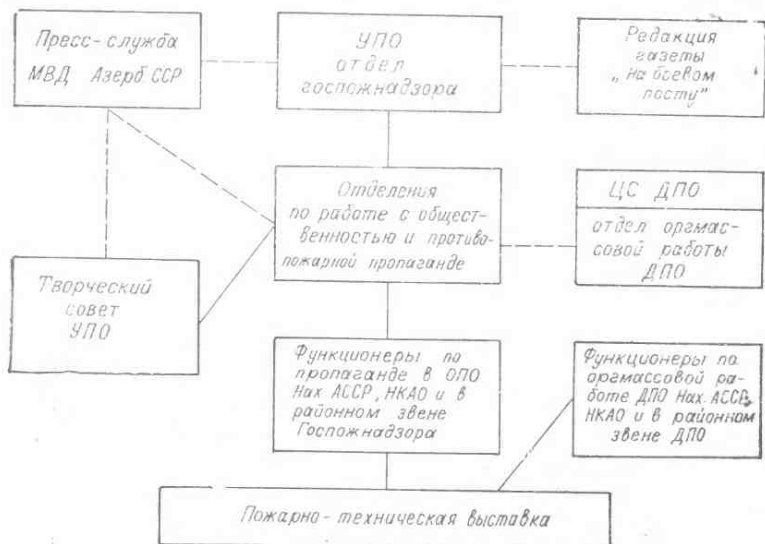 Пресс-служба
МВД Азерб ССР
УПО
отдел
госпожнадзора
Редакция
газеты
„На боевом
посту"
Отделения
по работе с общест-
венностью и противо-
пожарной пропаганде
ЦС ДПО
отдел оргмас-
совой работы
ДПО
Творческий
совет
УПО
Функционеры по
пропаганде в ОПО
Нах АССР, НКАО и в
районном звене
Госпожнадзора
Функционеры по
оргмассовой ра-
боте ДПО Нах. АССР,
НКАО и в районном
звене ДПО
Пожарно-техническая выставка